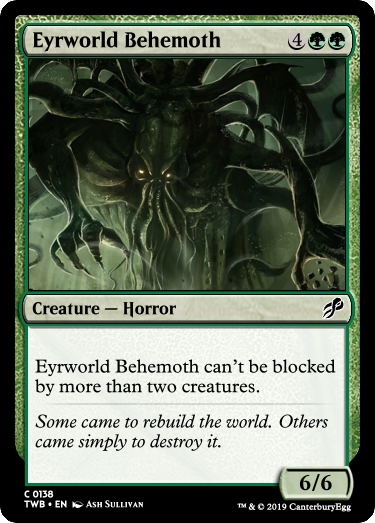 Eyrworld Behemoth 4
Creature — Horror
Eyrworld Behemoth can't be blocked
by more than two creatures.
Some came to rebuild the world. Others
came simply to destroy it.
6/6
C 0138
TWB • EN Ash Sullivan
™ & © 2019 CanterburyEgg